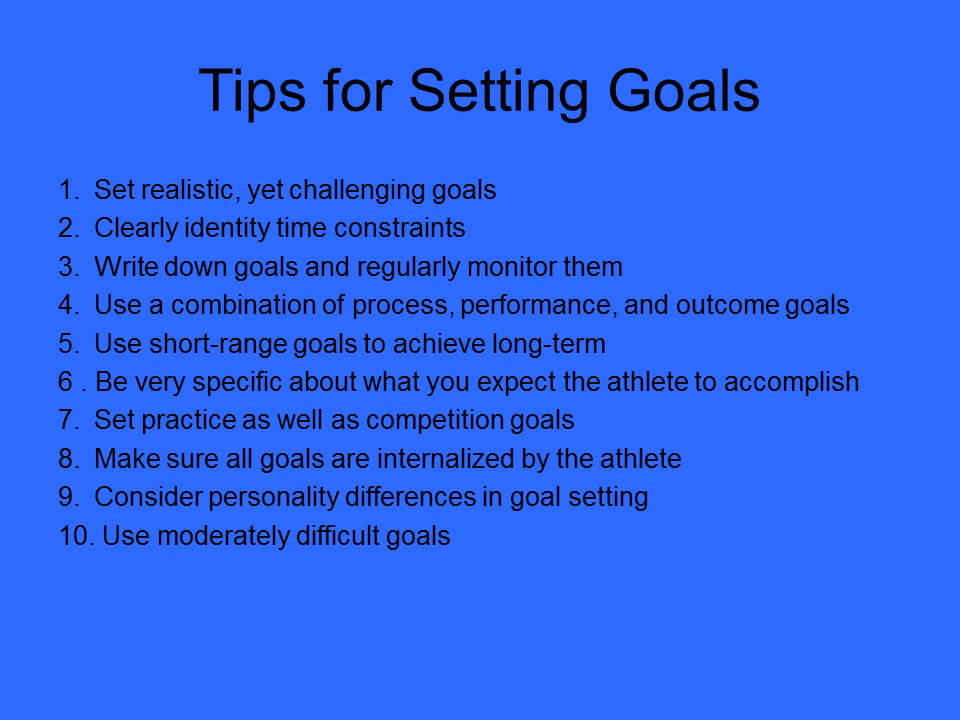 Tips for Setting Goals
1. Set realistic, yet challenging goals
2. Clearly identity time constraints
3. Write down goals and regularly monitor them
4. Use a combination of process, performance, and outcome goals
5. Use short-range goals to achieve long-term
6 . Be very specific about what you expect the athlete to accomplish
7. Set practice as well as competition goals
8. Make sure all goals are internalized by the athlete
9. Consider personality differences in goal setting
10. Use moderately difficult goals